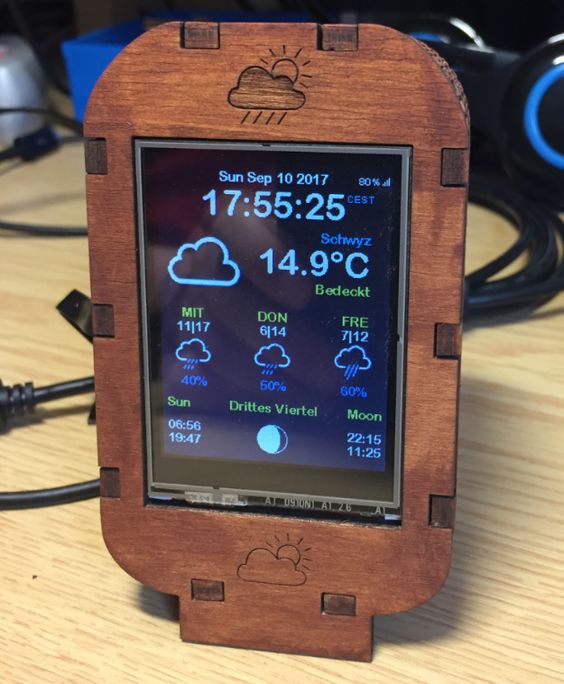 Sun Sep 10 2017
80%
17:55:25 CEST
Schwyz
14.9°C
Bedeckt
MIT DON FRE
11|17 6|14 7|12
40% 50% 60%
Sun Drittes Viertel Moon
06:56 22:15
19:47 11:25